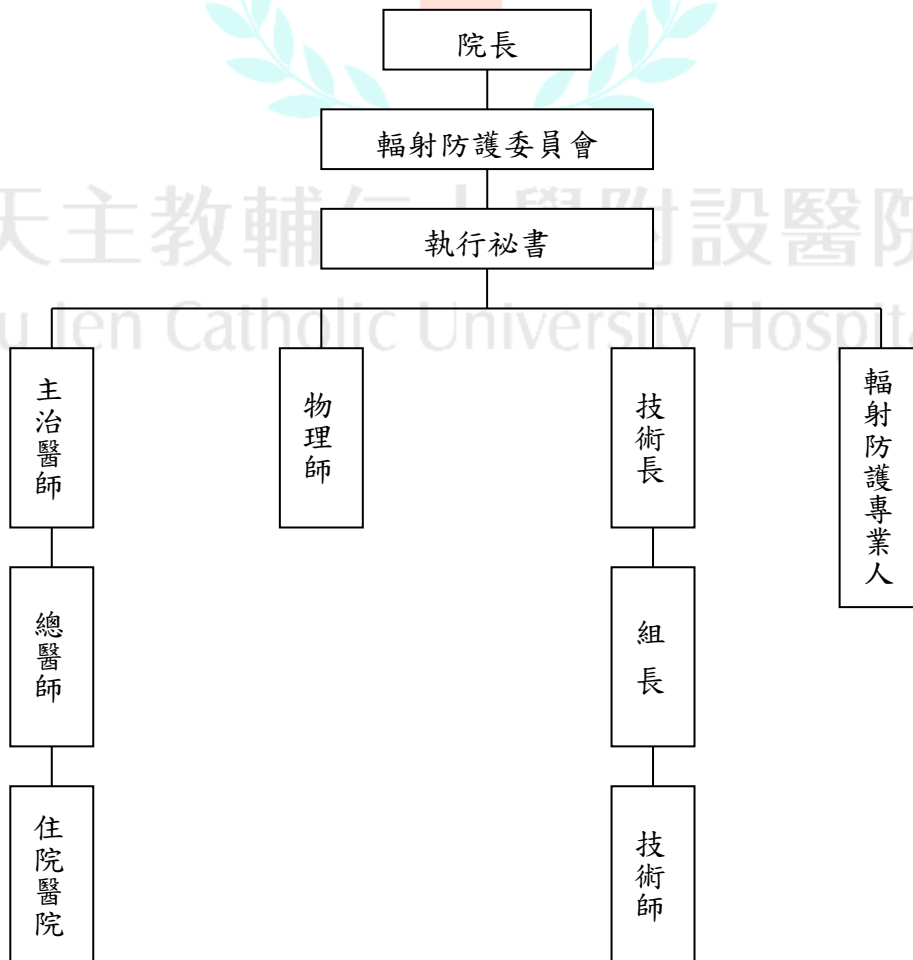 院長
輻射防護委員會
執行祕書
天主教輔仁大學附設醫院
u Jen Catholic University Hospita
主治醫師
物理師
技術長
輻射防護專業人
總醫師
組長
住院醫院
技術師